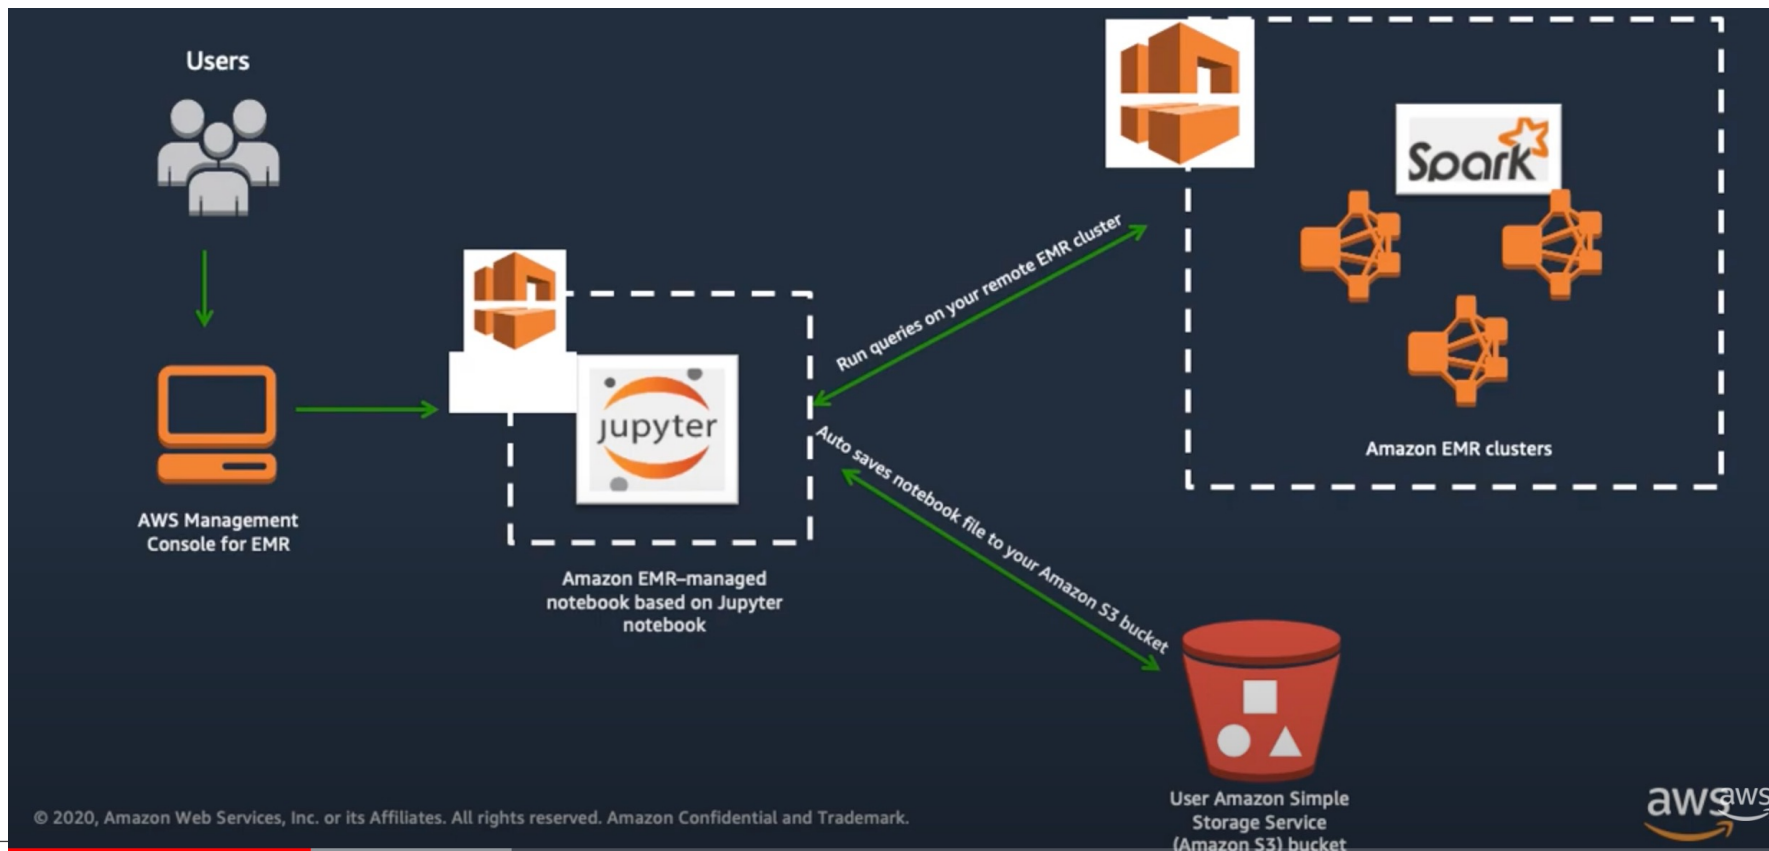 Users
AWS Management
Console for EMR
jupyter
Amazon EMR–managed
notebook based on Jupyter
notebook
Run queries on your remote EMR cluster
Auto saves notebook file to your Amazon S3 bucket
Spark
Amazon EMR clusters
User Amazon Simple
Storage Service
(Amazon S3) bucket
© 2020, Amazon Web Services, Inc. or its Affiliates. All rights reserved. Amazon Confidential and Trademark.
aws
aws